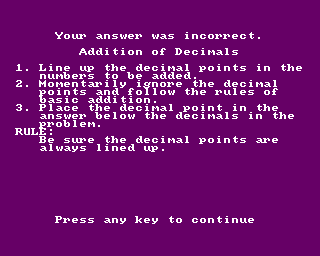 Your answer was incorrect.
Addition of Decimals
1. Line up the decimal points in the
numbers to be added.
2. Momentarily ignore the decimal
points and follow the rules of
basic addition.
3. Place the decimal point in the
answer below the decimals in the
problem.
RULE:
Be sure the decimal points are
always lined up.
Press any key to continue